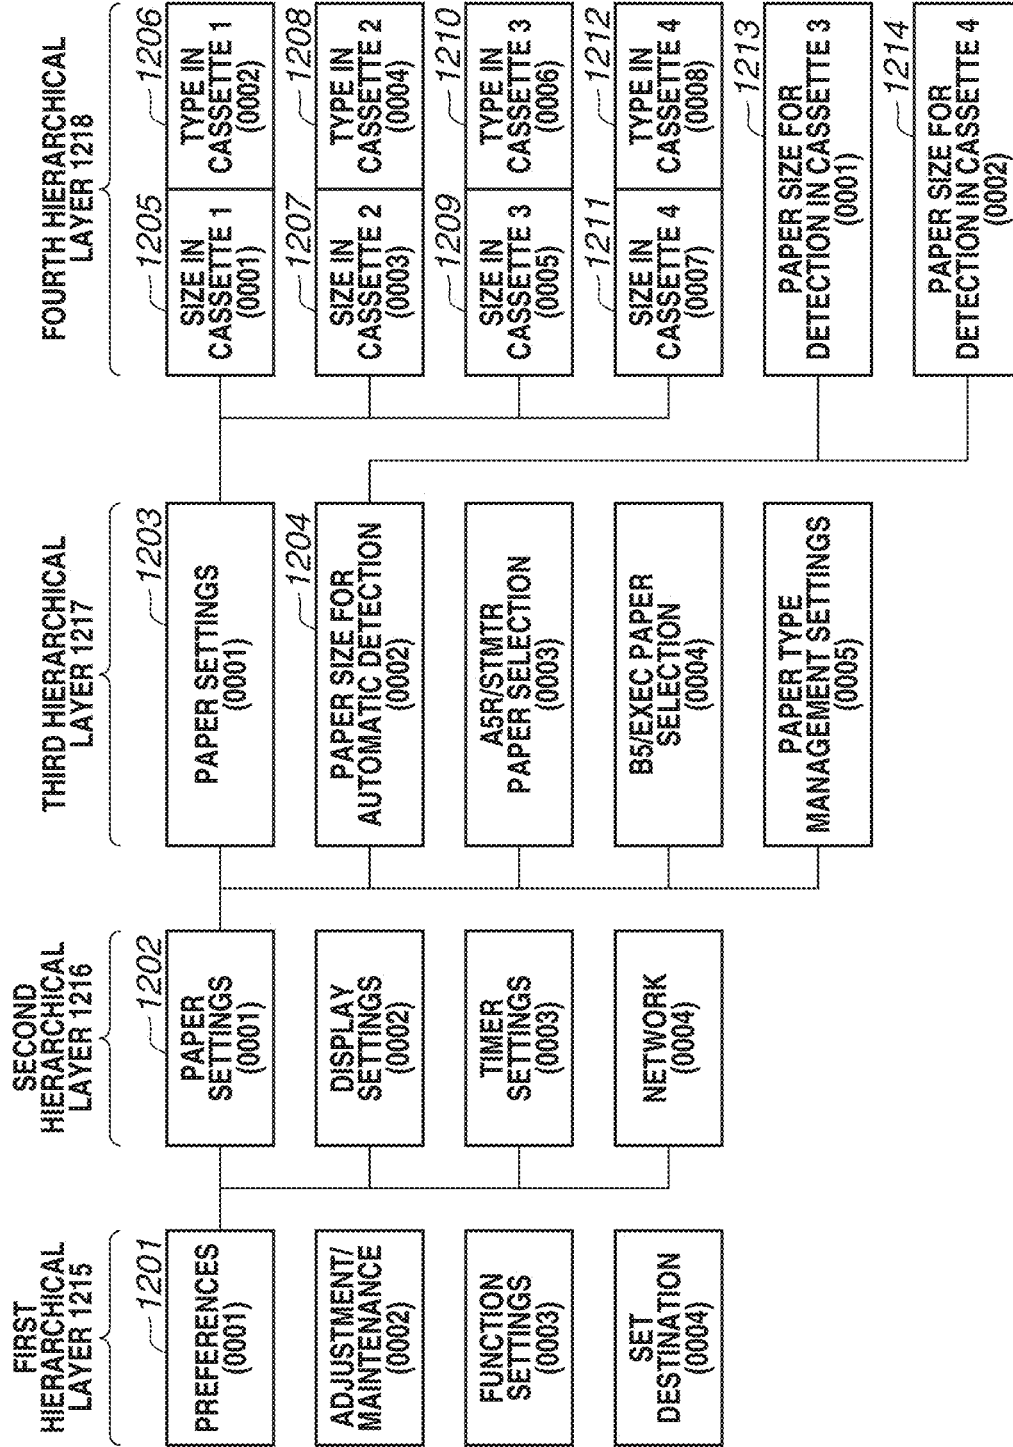 FIRST
HIERARCHICAL
LAYER 1215
1201
PREFERENCES
(0001)
ADJUSTMENT/
MAINTENANCE
(0002)
FUNCTION
SETTINGS
(0003)
SET
DESTINATION
(0004)
SECOND
HIERARCHICAL
LAYER 1216
1202
PAPER
SETTINGS
(0001)
DISPLAY
SETTINGS
(0002)
TIMER
SETTINGS
(0003)
NETWORK
(0004)
THIRD HIERARCHICAL
LAYER 1217
1203
PAPER SETTINGS
(0001)
1204
PAPER SIZE FOR
AUTOMATIC DETECTION
(0002)
A5R/STMTR
PAPER SELECTION
(0003)
B5/EXEC PAPER
SELECTION
(0004)
PAPER TYPE
MANAGEMENT SETTINGS
(0005)
FOURTH HIERARCHICAL
LAYER 1218
1205
SIZE IN
CASSETTE 1
(0001)
1206
TYPE IN
CASSETTE 1
(0002)
1207
SIZE IN
CASSETTE 2
(0003)
1208
TYPE IN
CASSETTE 2
(0004)
1209
SIZE IN
CASSETTE 3
(0005)
1210
TYPE IN
CASSETTE 3
(0006)
1211
SIZE IN
CASSETTE 4
(0007)
1212
TYPE IN
CASSETTE 4
(0008)
1213
PAPER SIZE FOR
DETECTION IN CASSETTE 3
(0001)
1214
PAPER SIZE FOR
DETECTION IN CASSETTE 4
(0002)